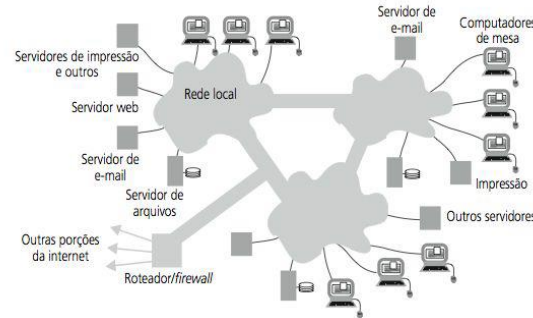 Servidor de
e-mail
Computadores
de mesa
Servidores de impressão
e outros
Rede local
Servidor web
Servidor de
e-mail
Servidor de
arquivos
Impressão
Outros servidores
Outras porções
da internet
Roteador/firewall